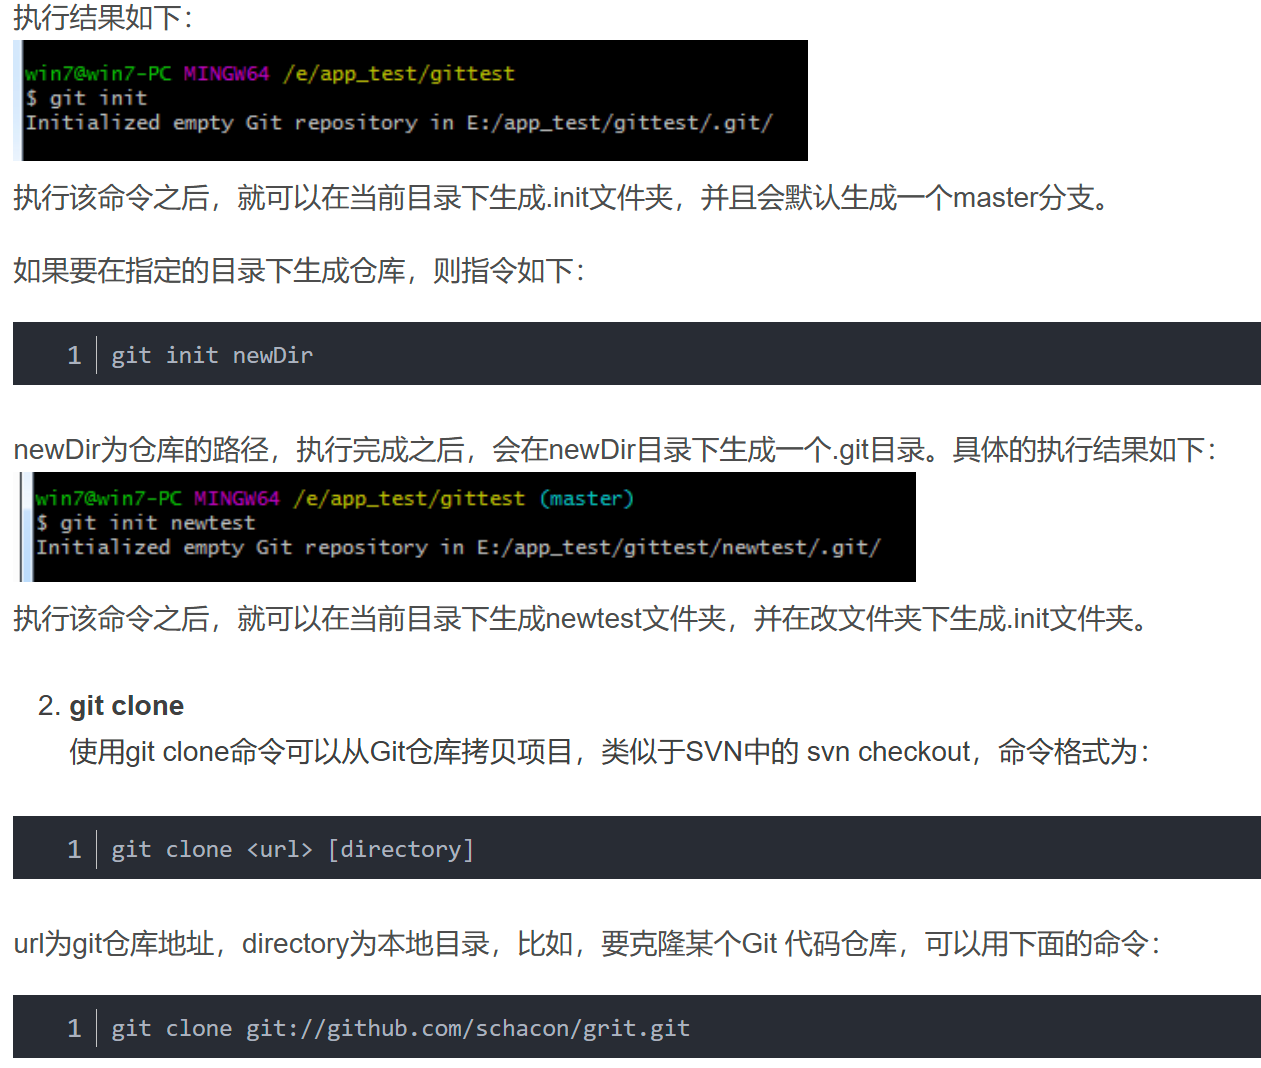 执行结果如下：
win7@win7-PC MINGW64 /e/app_test/gittest
$ git init
Initialized empty Git repository in E:/app_test/gittest/.git/
执行该命令之后，就可以在当前目录下生成.init文件夹，并且会默认生成一个master分支。
如果要在指定的目录下生成仓库，则指令如下：
1 git init newDir
newDir为仓库的路径，执行完成之后，会在newDir目录下生成一个.git目录。具体的执行结果如下：
win7@win7-PC MINGW64 /e/app_test/gittest (master)
$ git init newtest
Initialized empty Git repository in E:/app_test/gittest/newtest/.git/
执行该命令之后，就可以在当前目录下生成newtest文件夹，并在改文件夹下生成.init文件夹。
2. git clone
使用git clone命令可以从Git仓库拷贝项目，类似于SVN中的 svn checkout，命令格式为：
1 git clone <url> [directory]
url为git仓库地址，directory为本地目录，比如，要克隆某个Git 代码仓库，可以用下面的命令：
1 git clone git://github.com/schacon/grit.git